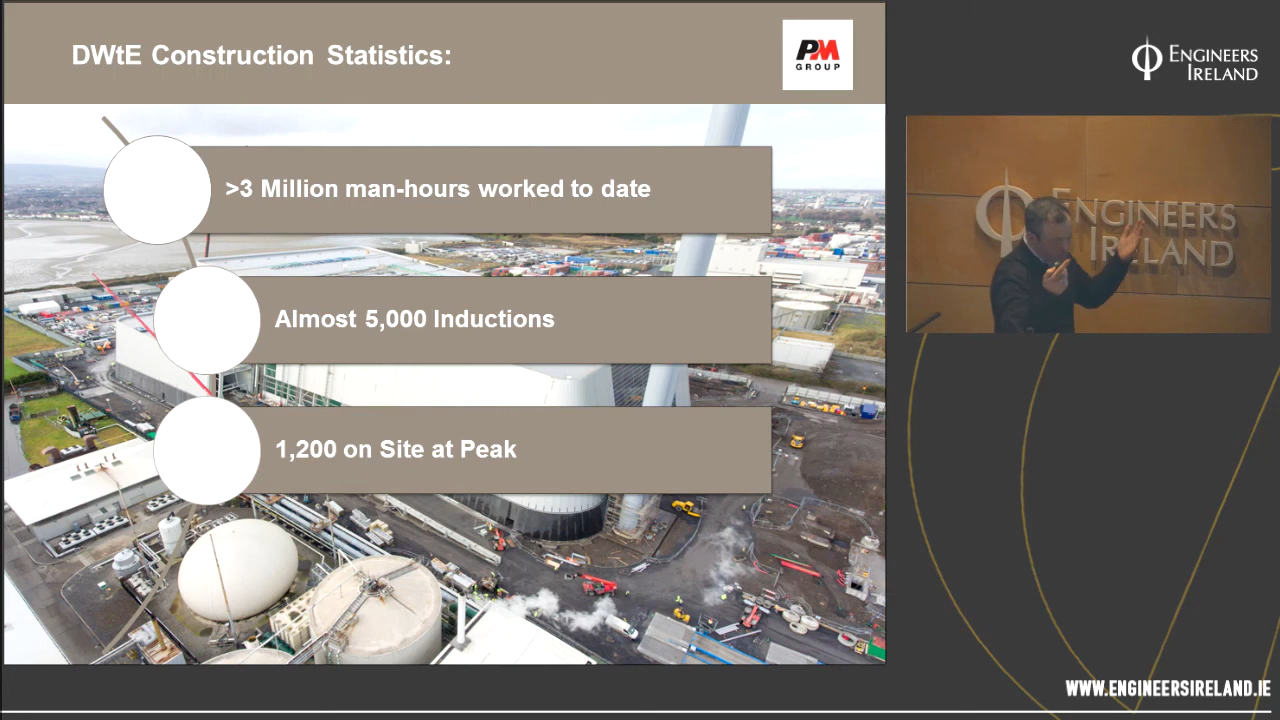 DWtE Construction Statistics:
PM
GROUP
>3 Million man-hours worked to date
Almost 5,000 Inductions
1,200 on Site at Peak
ENGINEERS
IRELAND
ENGINEERS
IRELAND
WWW.ENGINEERSIRELAND.IE